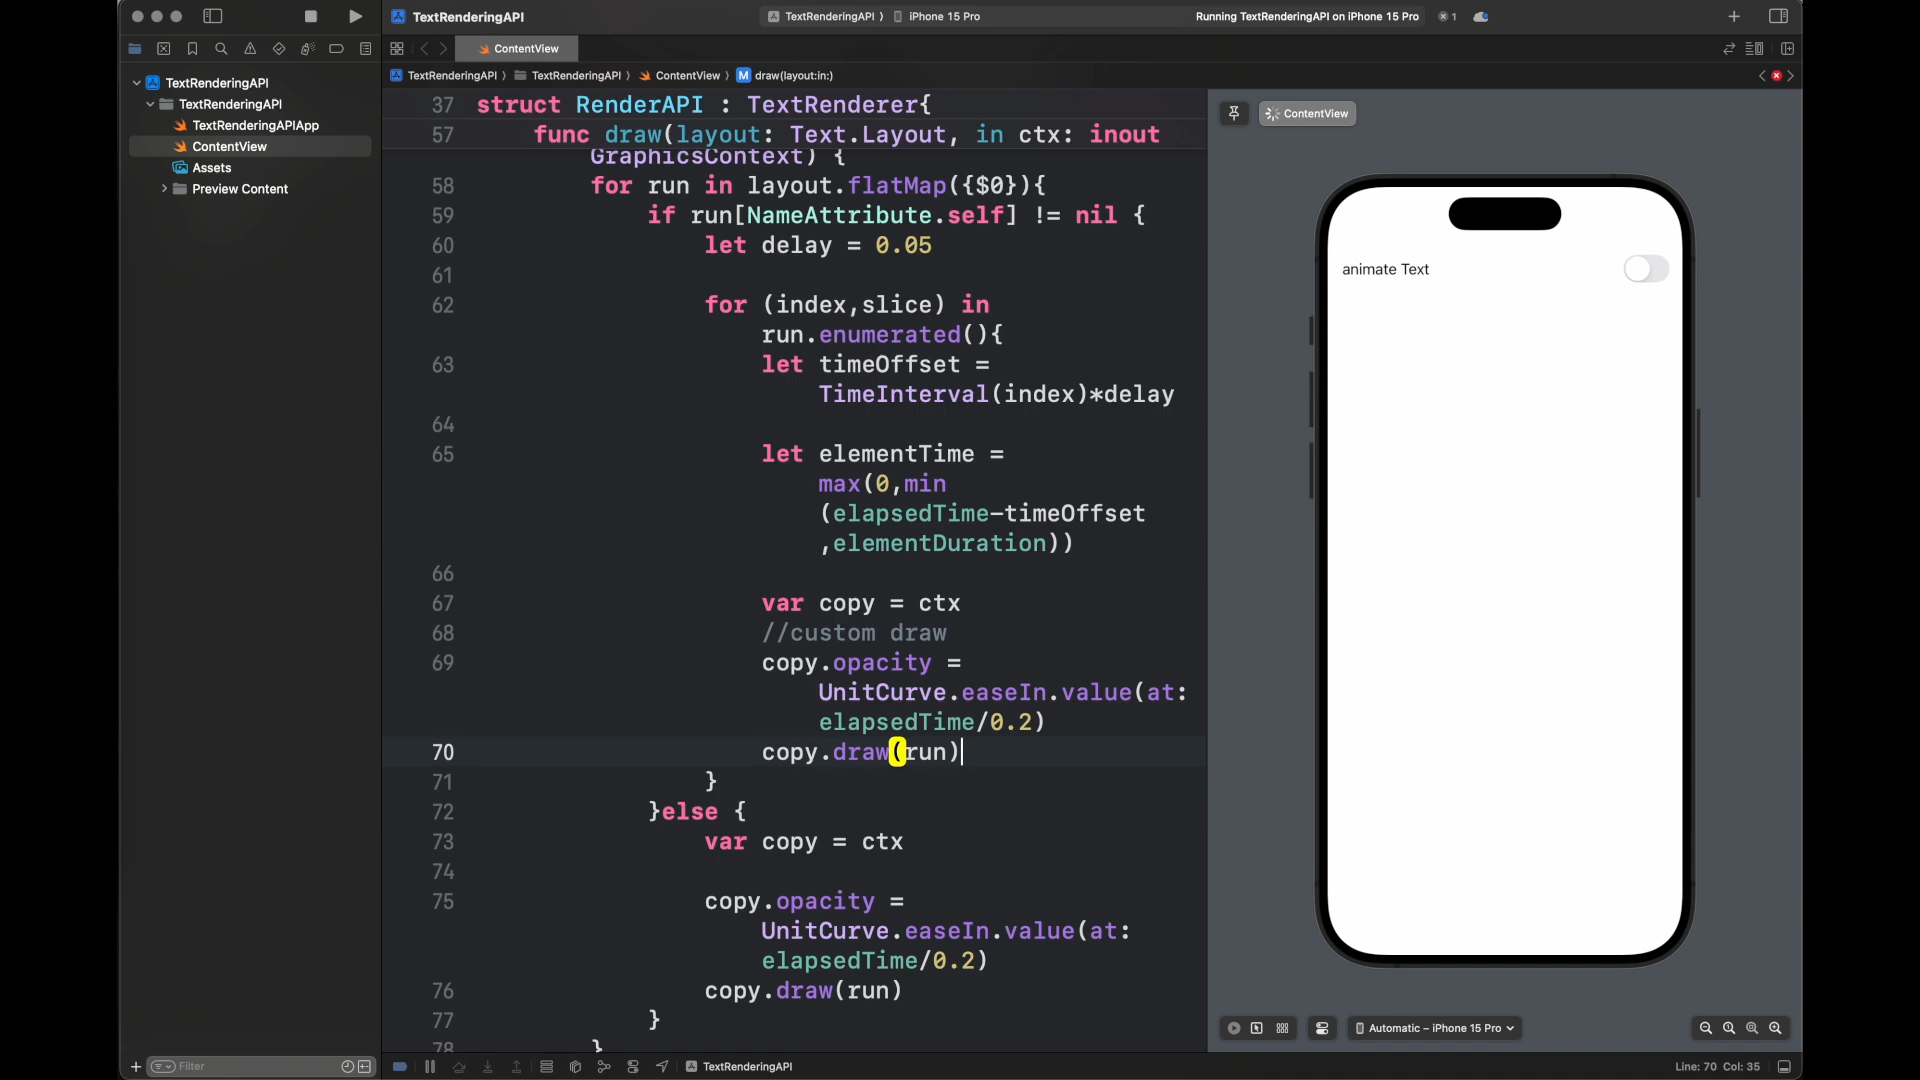 TextRenderingAPI
TextRenderingAPI ⟩ iPhone 15 Pro
Running TextRenderingAPI on iPhone 15 Pro
1
ContentView
TextRenderingAPI ⟩ TextRenderingAPI ⟩ ContentView ⟩ M draw(layout:in:)
TextRenderingAPI
TextRenderingAPI
TextRenderingAPIApp
ContentView
Assets
Preview Content
Filter
37 struct RenderAPI : TextRenderer{
57 func draw(layout: Text.Layout, in ctx: inout
GraphicsContext) {
58 for run in layout.flatMap({$0}){
59 if run[NameAttribute.self] != nil {
60 let delay = 0.05
61
62 for (index,slice) in
run.enumerated(){
63 let timeOffset =
TimeInterval(index)*delay
64
65 let elementTime =
max(0,min
(elapsedTime-timeOffset
,elementDuration))
66
67 var copy = ctx
68 //custom draw
69 copy.opacity =
UnitCurve.easeIn.value(at:
elapsedTime/0.2)
70 copy.draw(run)
71 }
72 }else {
73 var copy = ctx
74
75 copy.opacity =
UnitCurve.easeIn.value(at:
elapsedTime/0.2)
76 copy.draw(run)
77 }
78 }
ContentView
animate Text
Automatic – iPhone 15 Pro
TextRenderingAPI
Line: 70 Col: 35